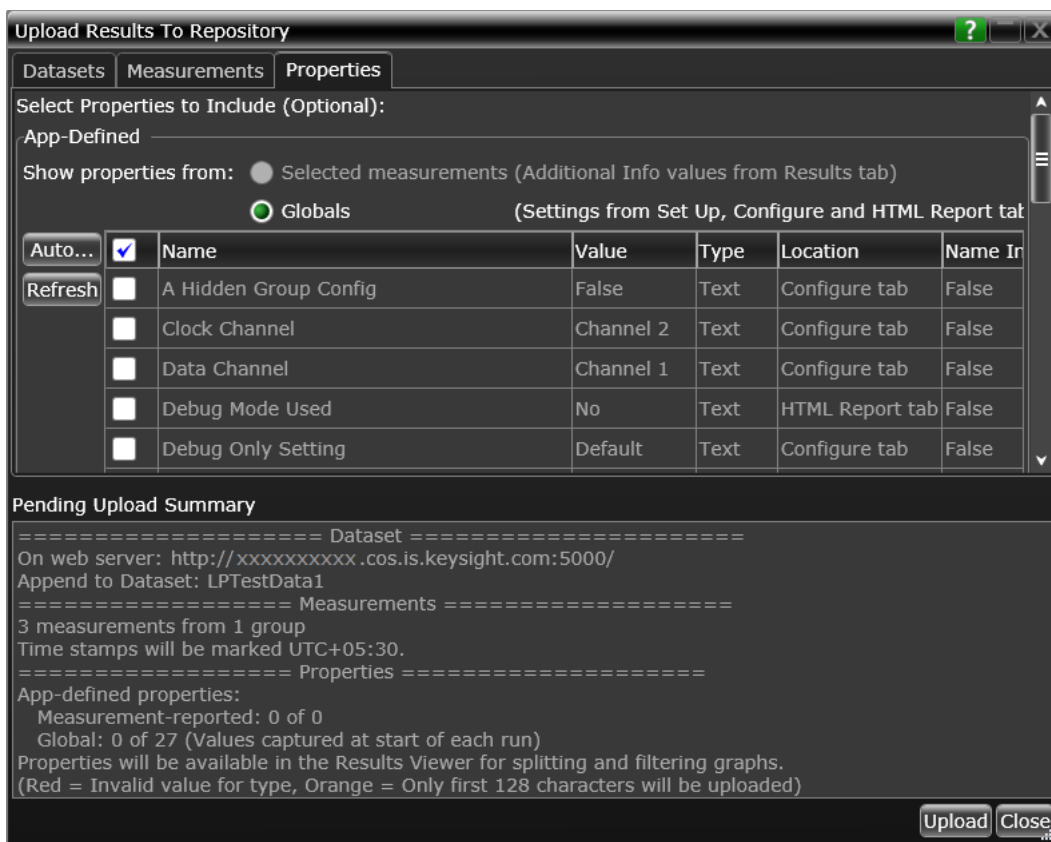 Upload Results To Repository
?
Datasets Measurements Properties
Select Properties to Include (Optional):
App-Defined
Show properties from: Selected measurements (Additional Info values from Results tab)
Globals (Settings from Set Up, Configure and HTML Report tab
Auto... Name Value Type Location Name In
Refresh A Hidden Group Config False Text Configure tab False
Clock Channel Channel 2 Text Configure tab False
Data Channel Channel 1 Text Configure tab False
Debug Mode Used No Text HTML Report tab False
Debug Only Setting Default Text Configure tab False
Pending Upload Summary
==================== Dataset ======================
On web server: http://xxxxxxxxxx.cos.is.keysight.com:5000/
Append to Dataset: LPTestData1
================== Measurements ===================
3 measurements from 1 group
Time stamps will be marked UTC+05:30.
================== Properties ====================
App-defined properties:
Measurement-reported: 0 of 0
Global: 0 of 27 (Values captured at start of each run)
Properties will be available in the Results Viewer for splitting and filtering graphs.
(Red = Invalid value for type, Orange = Only first 128 characters will be uploaded)
Upload Close